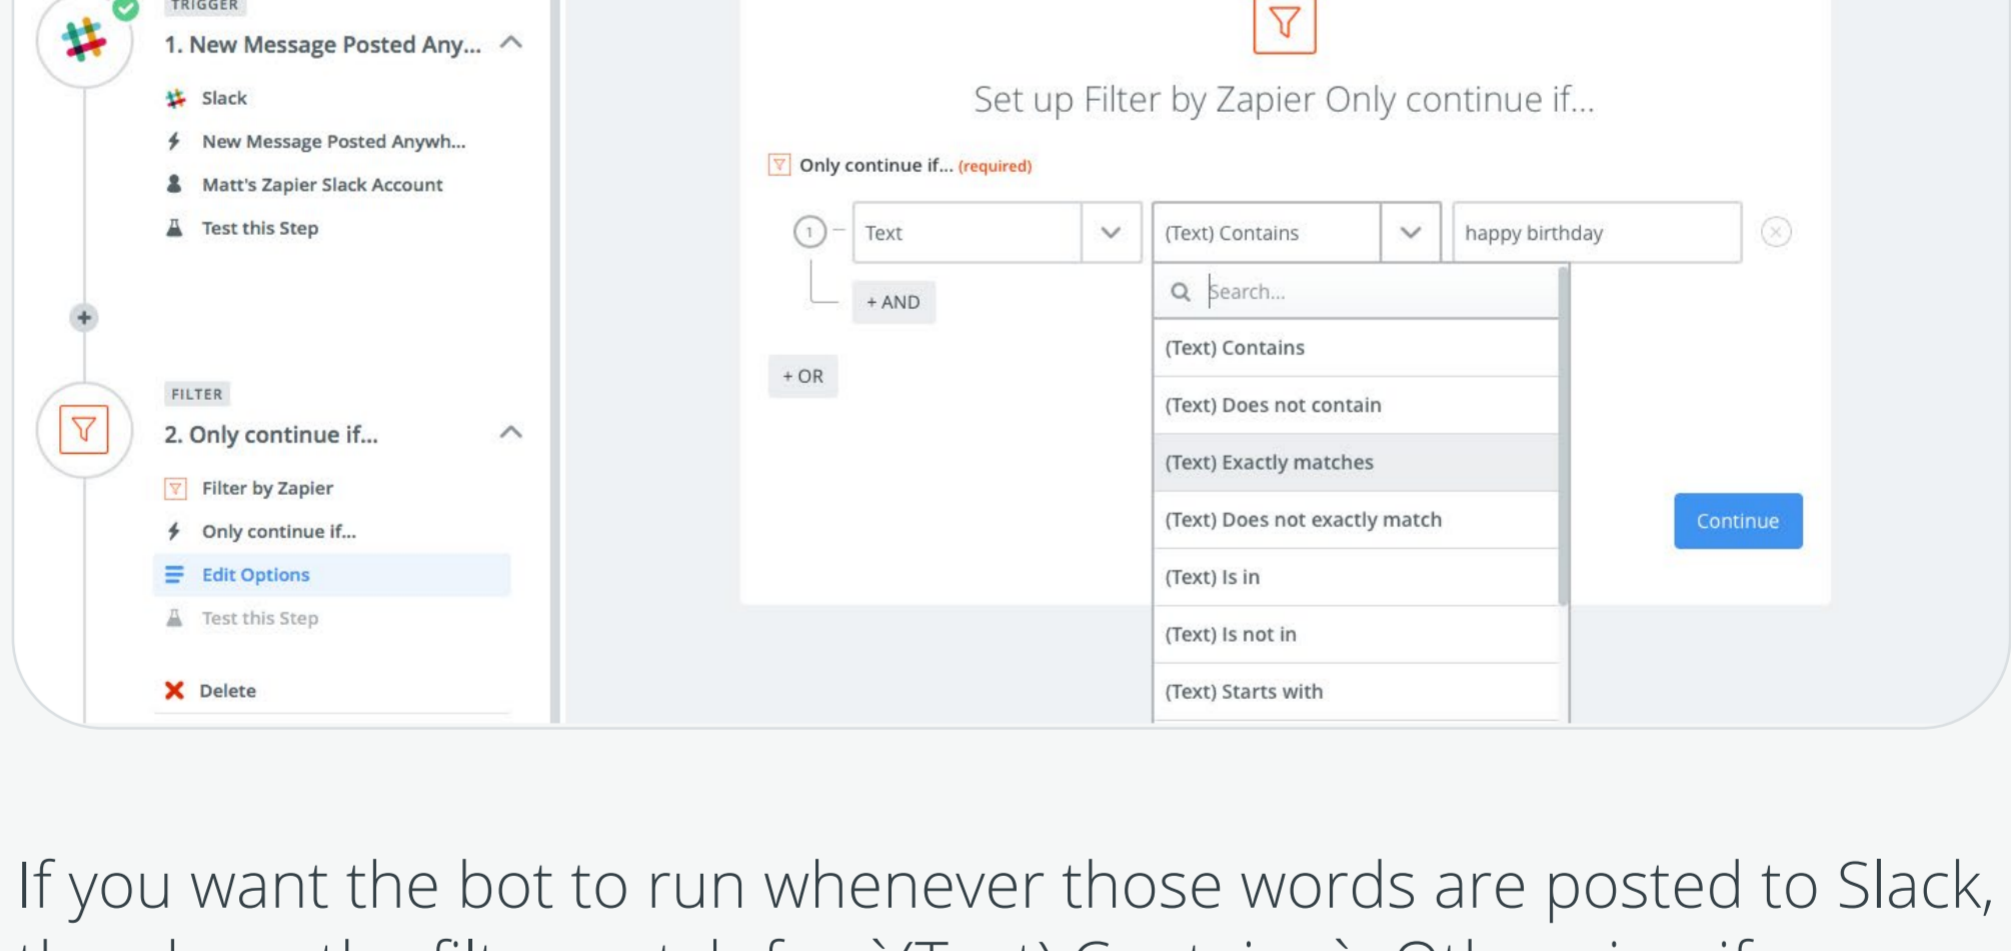 TRIGGER
1. New Message Posted Any...
Slack
New Message Posted Anywh...
Matt's Zapier Slack Account
Test this Step
FILTER
2. Only continue if...
Filter by Zapier
Only continue if...
Edit Options
Test this Step
Delete
Set up Filter by Zapier Only continue if...
Only continue if... (required)
1 Text (Text) Contains happy birthday
+ AND
+ OR
Search...
(Text) Contains
(Text) Does not contain
(Text) Exactly matches
(Text) Does not exactly match
(Text) Is in
(Text) Is not in
(Text) Starts with
Continue
If you want the bot to run whenever those words are posted to Slack,